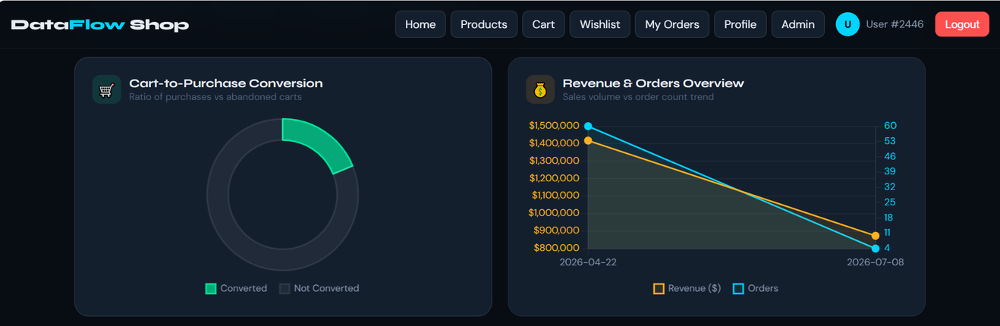 DataFlow Shop
Home
Products
Cart
Wishlist
My Orders
Profile
Admin
U
User #2446
Logout
Cart-to-Purchase Conversion
Ratio of purchases vs abandoned carts
Converted
Not Converted
Revenue & Orders Overview
Sales volume vs order count trend
$1,500,000
$1,400,000
$1,300,000
$1,200,000
$1,100,000
$1,000,000
$900,000
$800,000
60
53
46
39
32
25
18
11
4
2026-04-22
2026-07-08
Revenue ($)
Orders